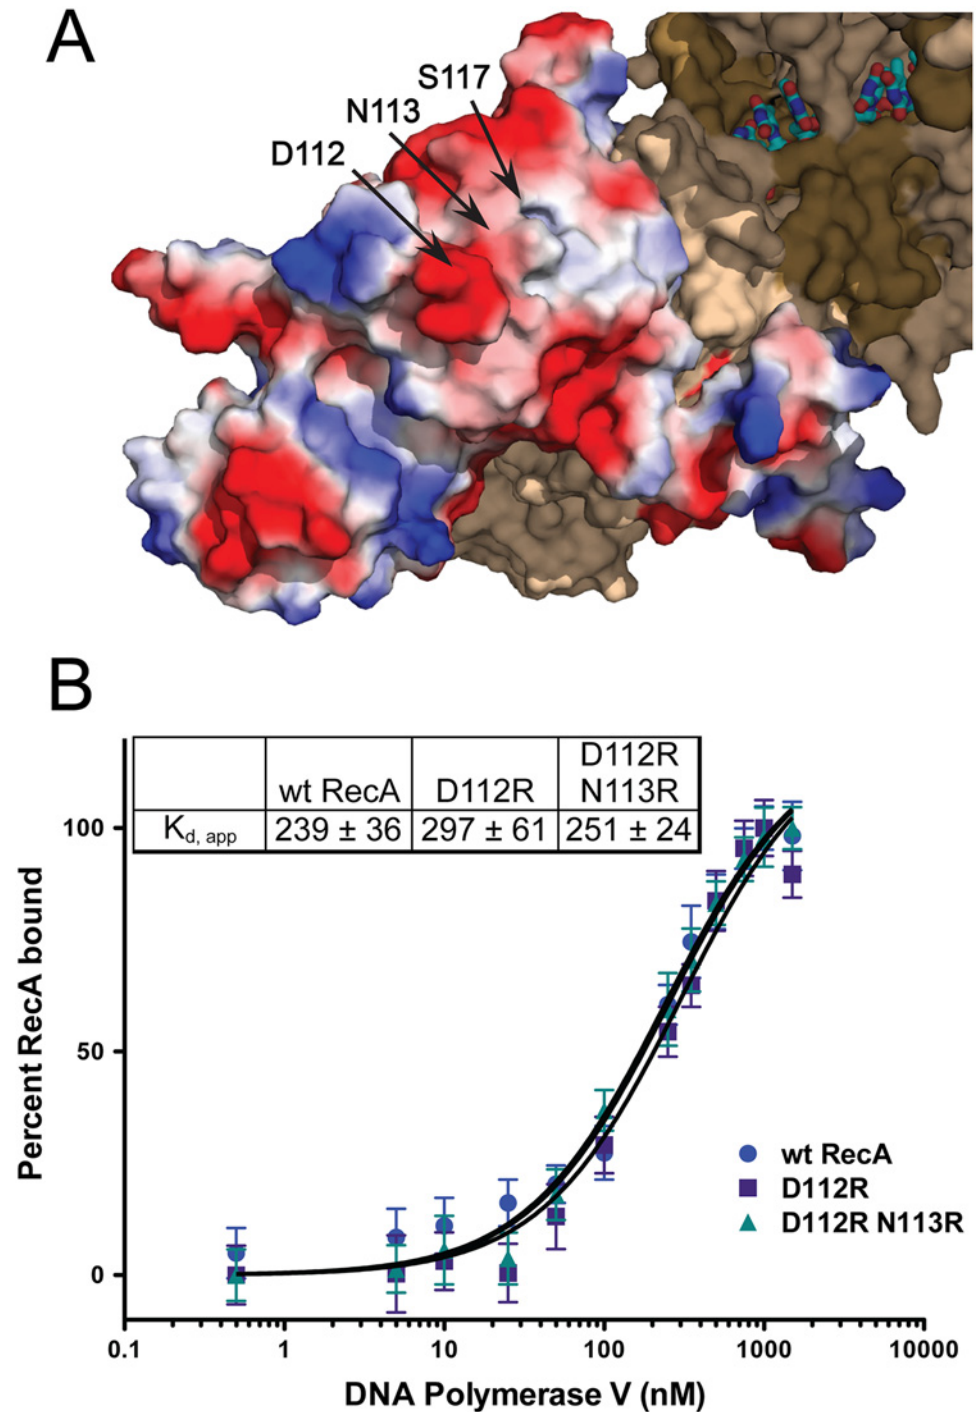 A
S117
N113
D112
B
wt RecA D112R D112R N113R
K d, app 239 ± 36 297 ± 61 251 ± 24
Percent RecA bound
100
50
0
wt RecA
D112R
D112R N113R
0.1 1 10 100 1000 10000
DNA Polymerase V (nM)